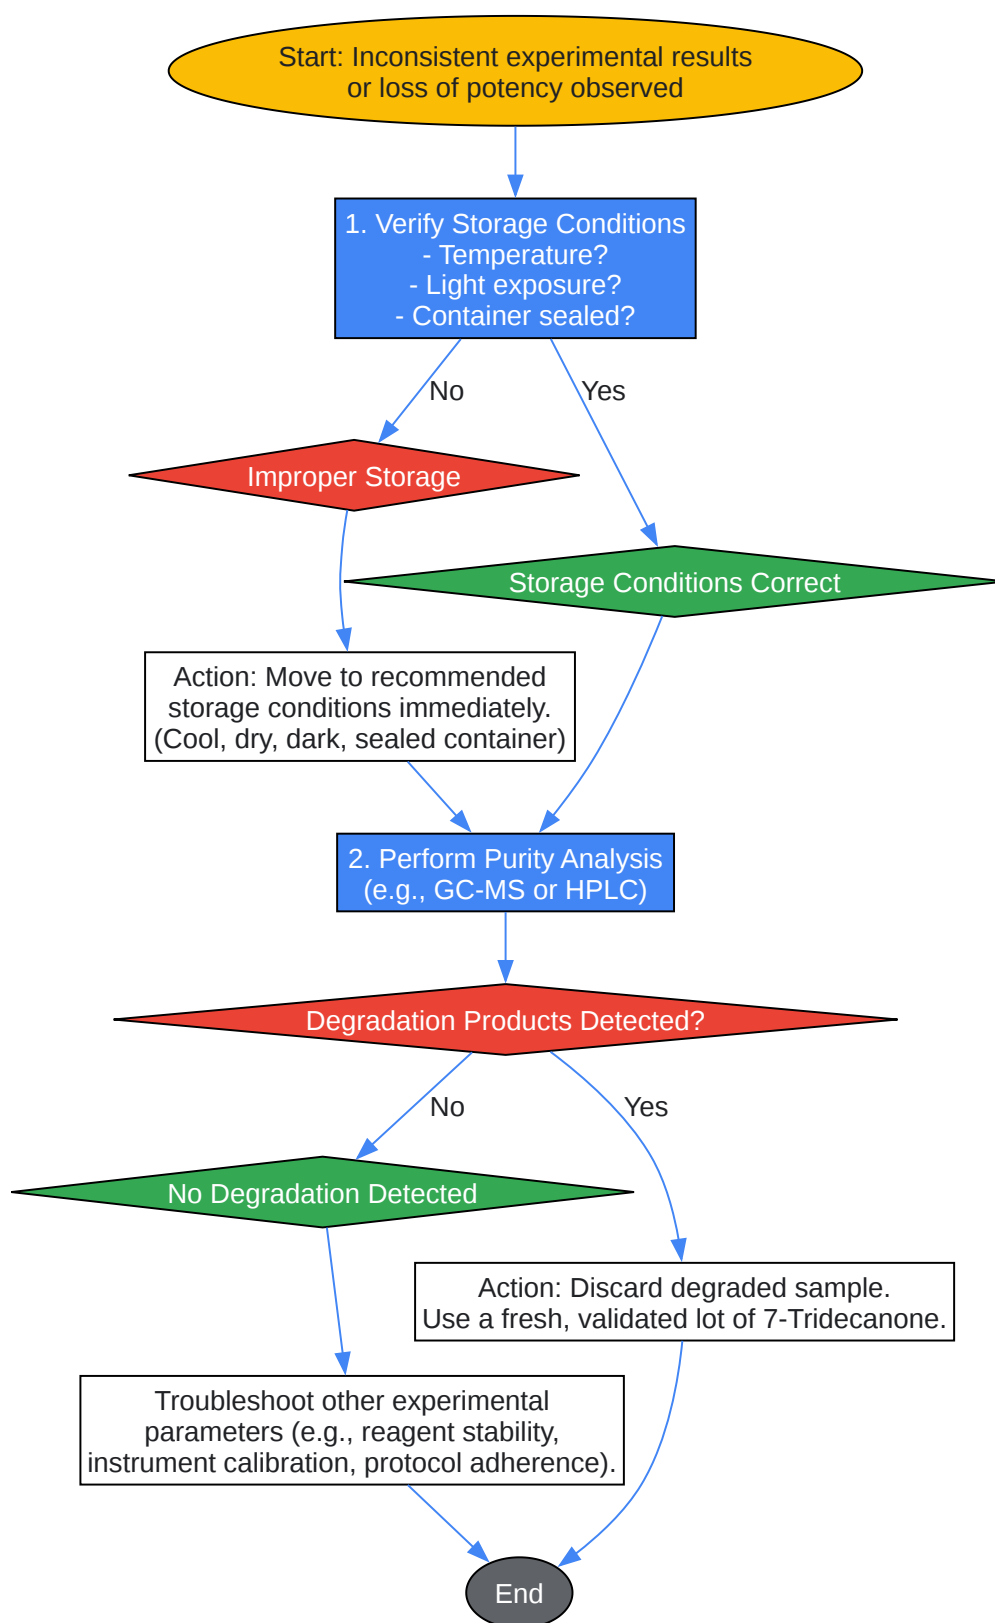 Start: Inconsistent experimental results
or loss of potency observed
1. Verify Storage Conditions
- Temperature?
- Light exposure?
- Container sealed?
No
Yes
Improper Storage
Storage Conditions Correct
Action: Move to recommended
storage conditions immediately.
(Cool, dry, dark, sealed container)
2. Perform Purity Analysis
(e.g., GC-MS or HPLC)
Degradation Products Detected?
No
Yes
No Degradation Detected
Action: Discard degraded sample.
Use a fresh, validated lot of 7-Tridecanone.
Troubleshoot other experimental
parameters (e.g., reagent stability,
instrument calibration, protocol adherence).
End